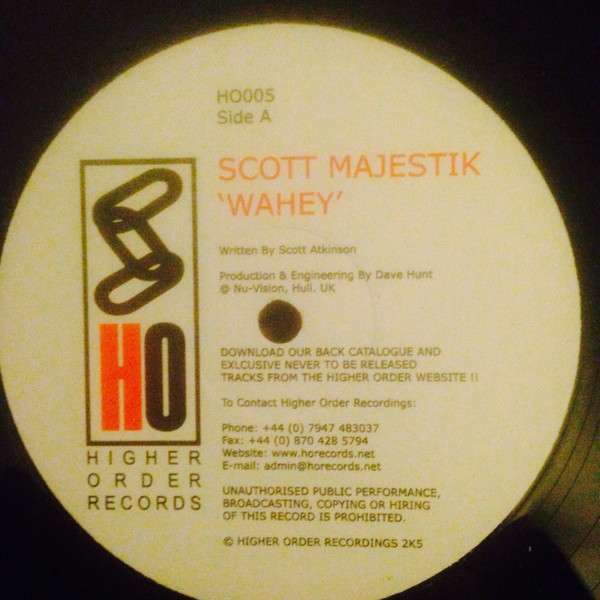 HO005
Side A
SCOTT MAJESTIK
'WAHEY'
Written By Scott Atkinson
Production & Engineering By Dave Hunt
@ Nu-Vision, Hull. UK
DOWNLOAD OUR BACK CATALOGUE AND
EXLCUSIVE NEVER TO BE RELEASED
TRACKS FROM THE HIGHER ORDER WEBSITE !!
To Contact Higher Order Recordings:
Phone: +44 (0) 7947 483037
Fax: +44 (0) 870 428 5794
Website: www.horecords.net
E-mail: admin@horecords.net
UNAUTHORISED PUBLIC PERFORMANCE,
BROADCASTING, COPYING OR HIRING
OF THIS RECORD IS PROHIBITED.
© HIGHER ORDER RECORDINGS 2K5
HO
HIGHER
ORDER
RECORDS